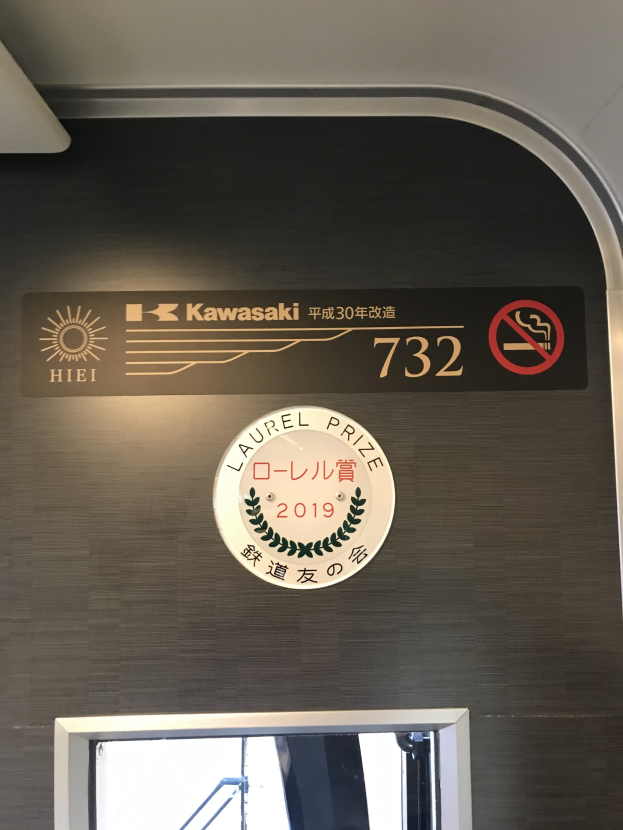 Kawasaki 平成30年改造
HIEI
732
LAUREL PRIZE
ローレル賞
2019
鉄道友の会